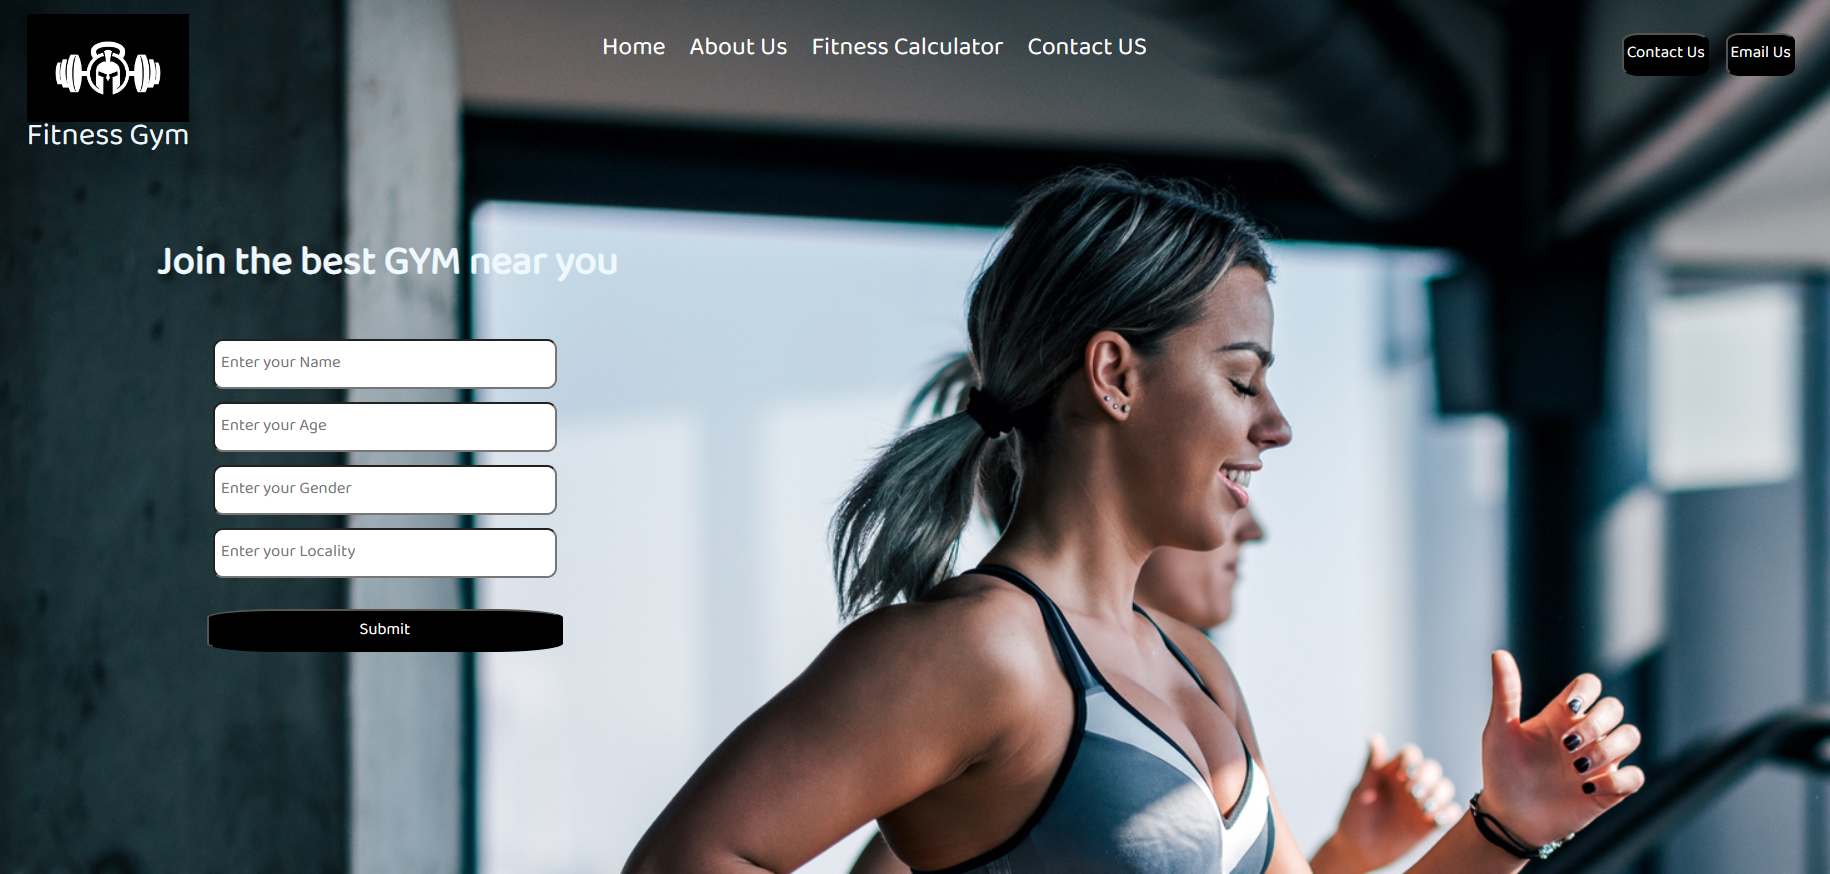 Home About Us Fitness Calculator Contact US
Contact Us Email Us
Fitness Gym
Join the best GYM near you
Enter your Name
Enter your Age
Enter your Gender
Enter your Locality
Submit